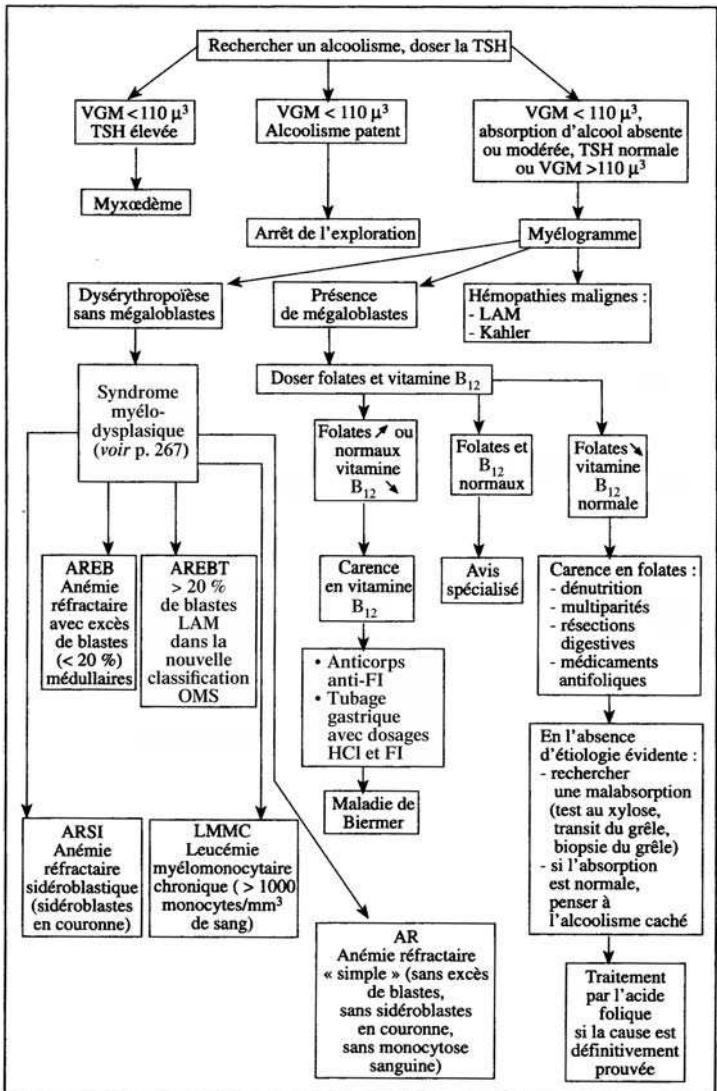 Rechercher un alcoolisme, doser la TSH
VGM < 110 µ³
TSH élevée
VGM < 110 µ³
Alcoolisme patent
VGM < 110 µ³,
absorption d'alcool absente
ou modérée, TSH normale
ou VGM >110 µ³
Myxœdème
Arrêt de l'exploration
Myélogramme
Dysérythropoïèse
sans mégaloblastes
Présence
de mégaloblastes
Hémopathies malignes :
- LAM
- Kahler
Syndrome
myélo-
dysplasique
(voir p. 267)
Doser folates et vitamine B₁₂
Folates ↗ ou
normaux
vitamine
B₁₂ ↘
Folates et
B₁₂
normaux
Folates ↘
vitamine
B₁₂
normale
AREB
Anémie
réfractaire
avec excès
de blastes
(< 20 %)
médullaires
AREBT
> 20 %
de blastes
LAM
dans la
nouvelle
classification
OMS
Carence
en vitamine
B₁₂
Avis
spécialisé
Carence en folates :
- dénutrition
- multiparités
- résections
digestives
- médicaments
antifoliques
• Anticorps
anti-FI
• Tubage
gastrique
avec dosages
HCl et FI
Maladie de
Biermer
En l'absence
d'étiologie évidente :
- rechercher
une malabsorption
(test au xylose,
transit du grêle,
biopsie du grêle)
- si l'absorption
est normale,
penser à
l'alcoolisme caché
ARSI
Anémie
réfractaire
sidéroblastique
(sidéroblastes
en couronne)
LMMC
Leucémie
myélomonocytaire
chronique ( > 1000
monocytes/mm³
de sang)
AR
Anémie réfractaire
« simple » (sans excès
de blastes,
sans sidéroblastes
en couronne,
sans monocytose
sanguine)
Traitement
par l'acide
folique
si la cause est
définitivement
prouvée